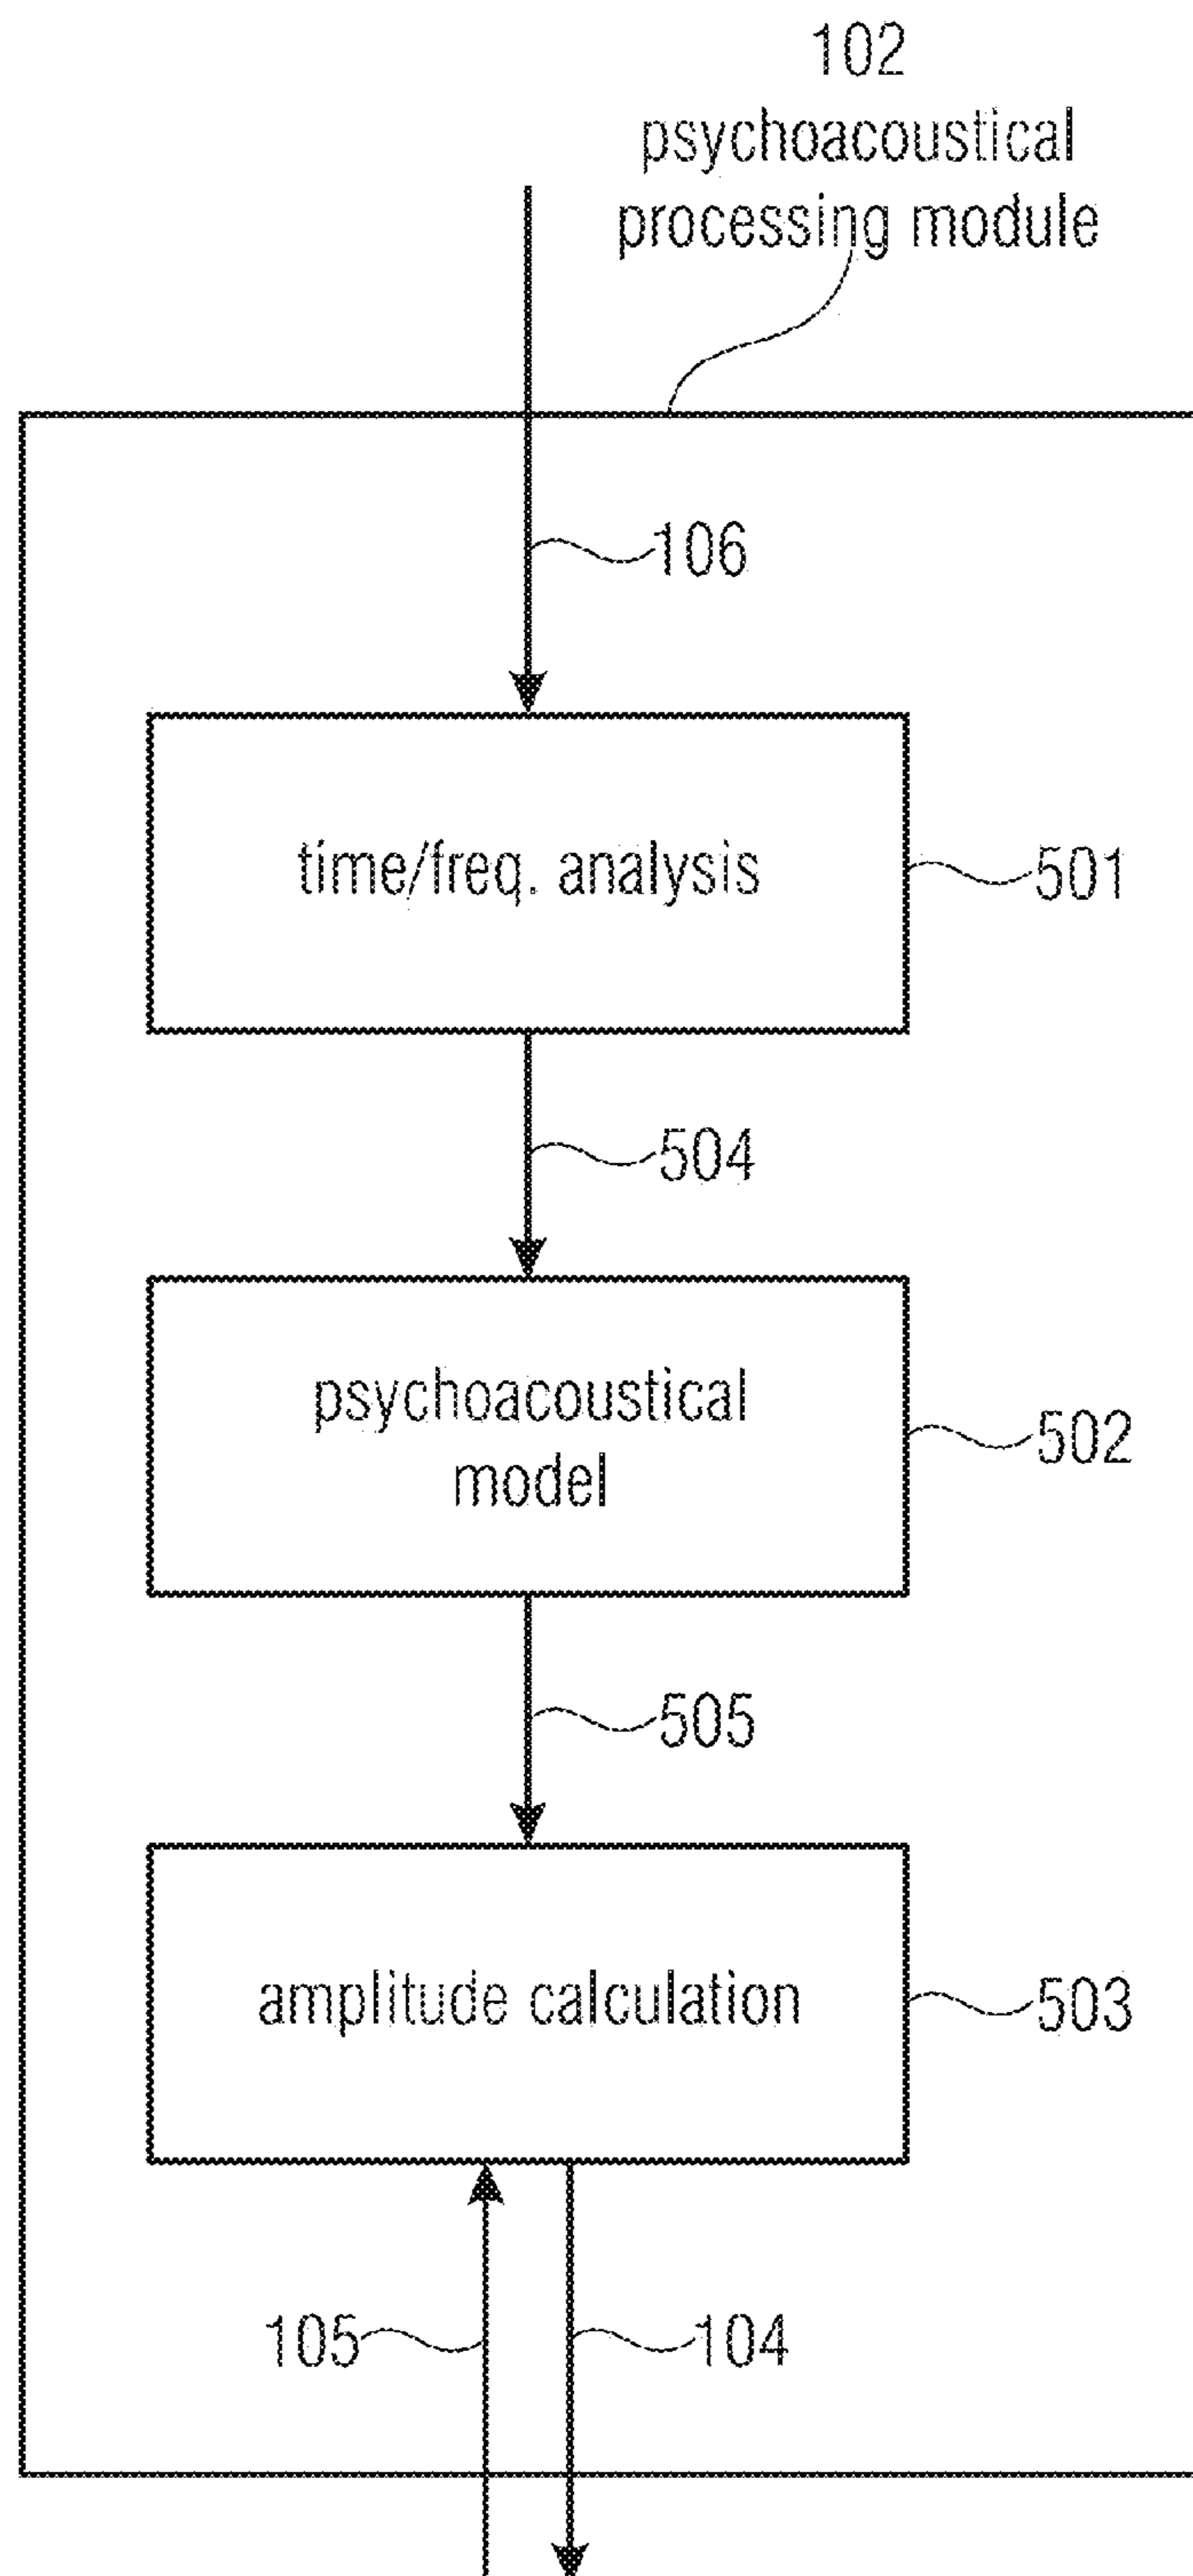 102
psychoacoustical
processing module
106
time/freq. analysis
501
504
psychoacoustical
model
502
505
amplitude calculation
503
105
104